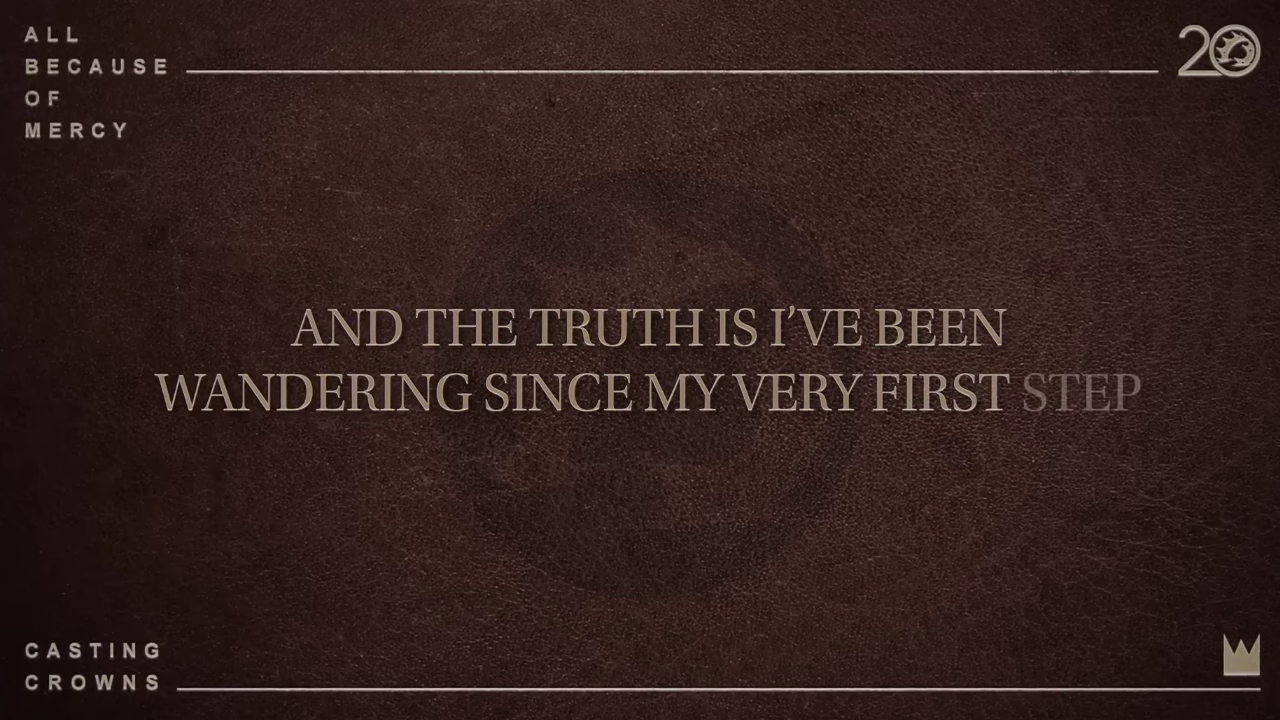 ALL
BECAUSE
OF
MERCY
20
AND THE TRUTH IS I'VE BEEN
WANDERING SINCE MY VERY FIRST STEP
CASTING
CROWNS